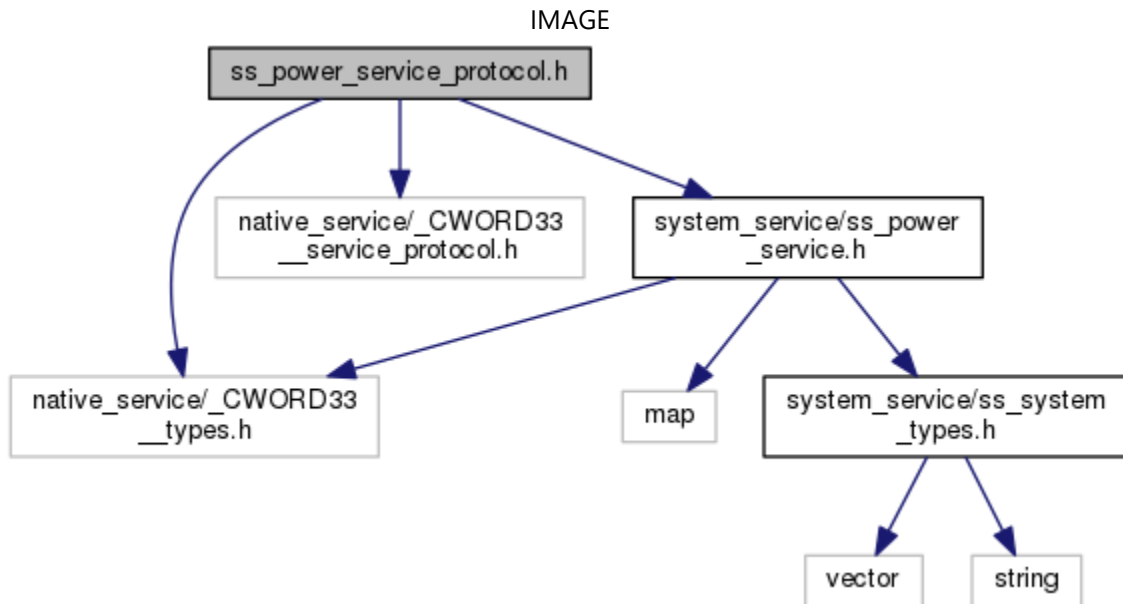 IMAGE
ss_power_service_protocol.h
native_service/_CWORD33
__service_protocol.h
system_service/ss_power
_service.h
native_service/_CWORD33
__types.h
map
system_service/ss_system
_types.h
vector
string